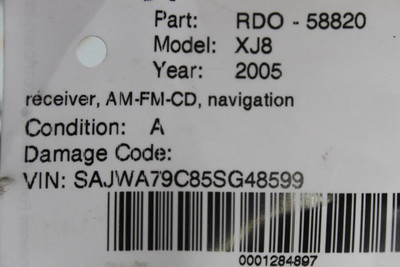 Part: RDO - 58820
Model: XJ8
Year: 2005
receiver, AM-FM-CD, navigation
Condition: A
Damage Code:
VIN: SAJWA79C85SG48599
0001284897